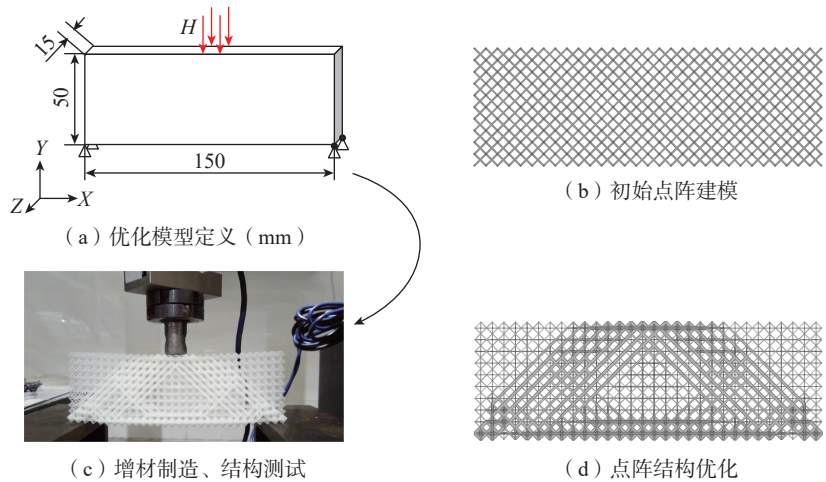 H
15
50
150
Y
X
Z
（a）优化模型定义（mm）
（b）初始点阵建模
（c）增材制造、结构测试
（d）点阵结构优化